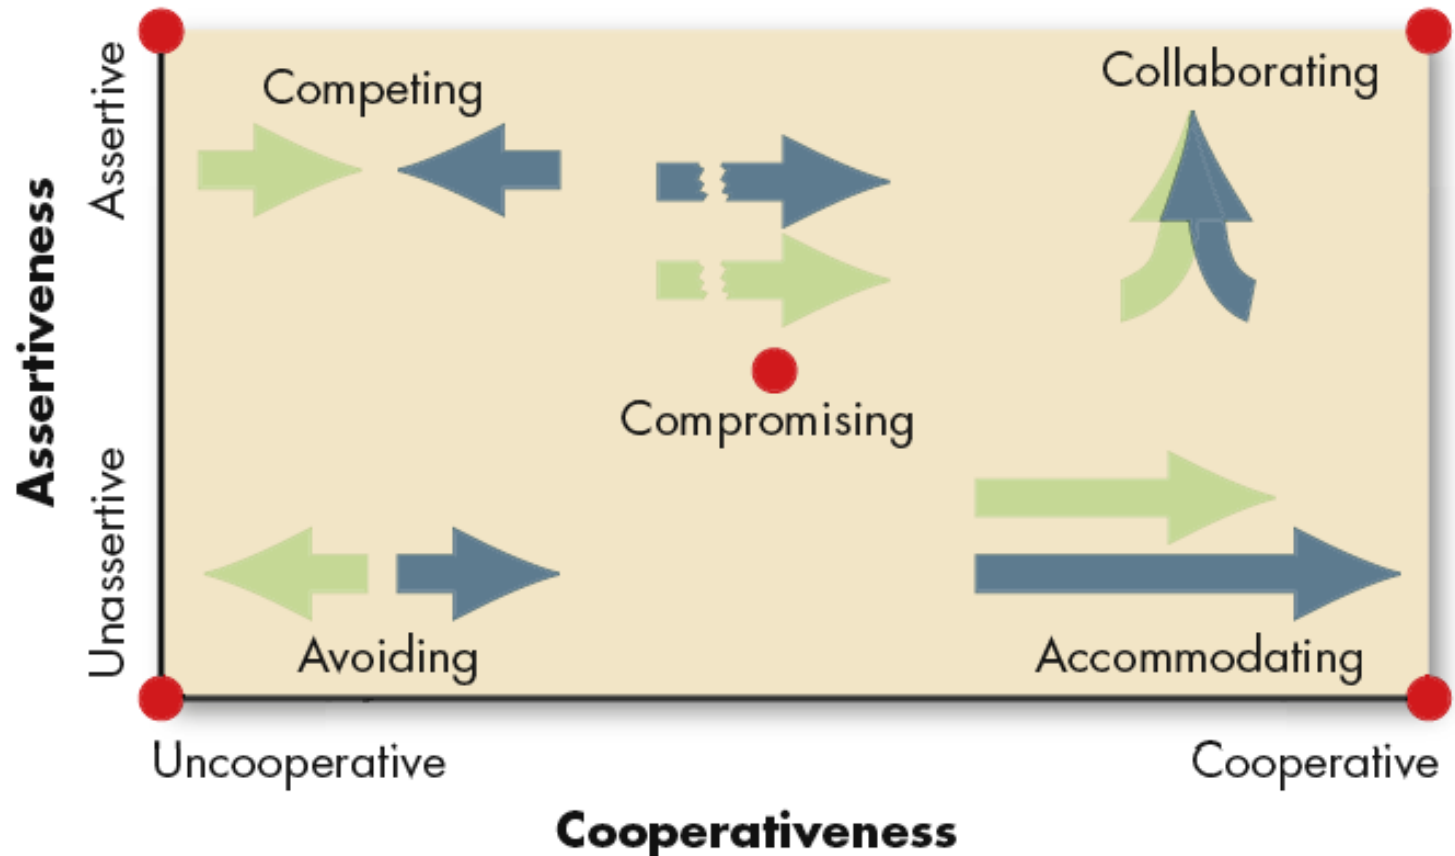 Competing
Collaborating
Assertive
Assertiveness
Compromising
Unassertive
Avoiding
Accommodating
Uncooperative
Cooperative
Cooperativeness